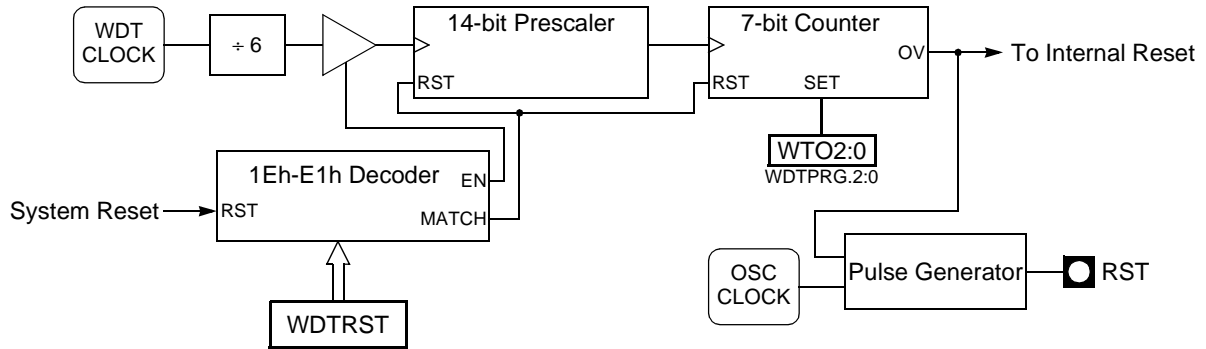 WDT
CLOCK
÷ 6
14-bit Prescaler
RST
7-bit Counter
OV
RST
SET
To Internal Reset
WTO2:0
WDTPRG.2:0
1Eh-E1h Decoder
EN
RST
MATCH
System Reset
WDTRST
OSC
CLOCK
Pulse Generator
RST